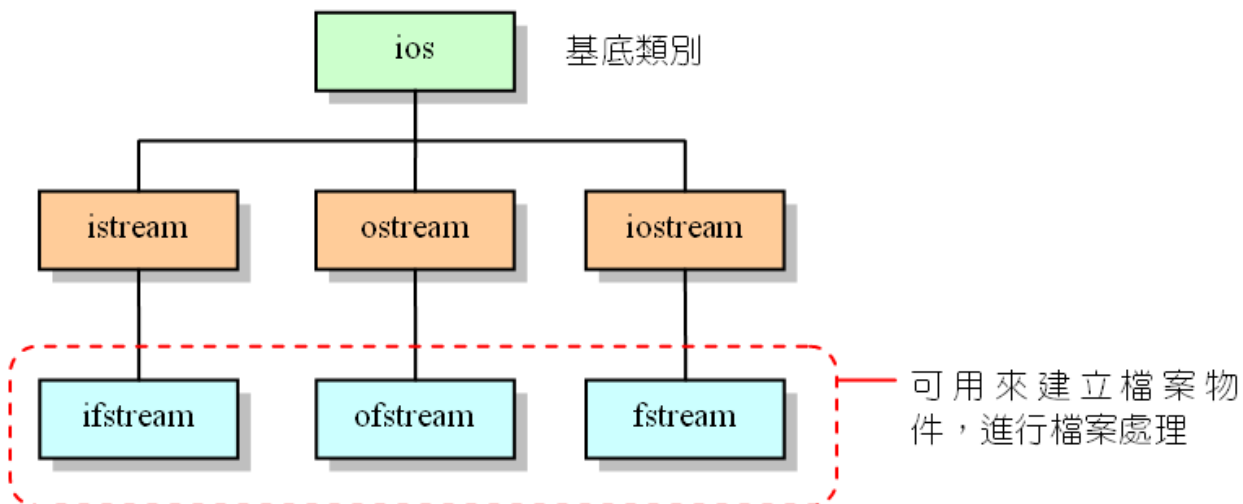 ios
基底類別
istream
ostream
iostream
ifstream
ofstream
fstream
可用來建立檔案物
件，進行檔案處理